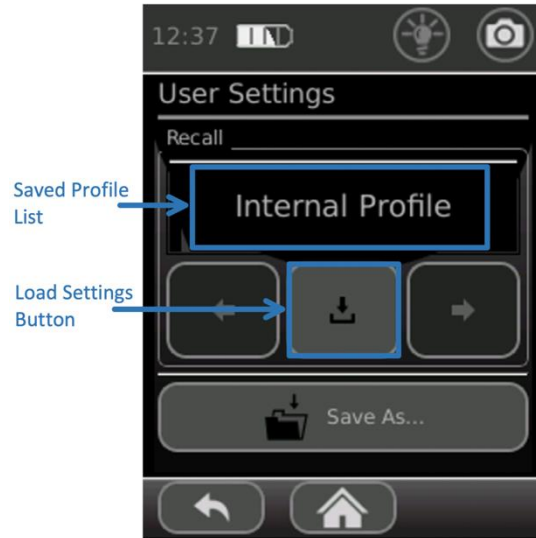 12:37
User Settings
Recall
Saved Profile
List
Internal Profile
Load Settings
Button
Save As...